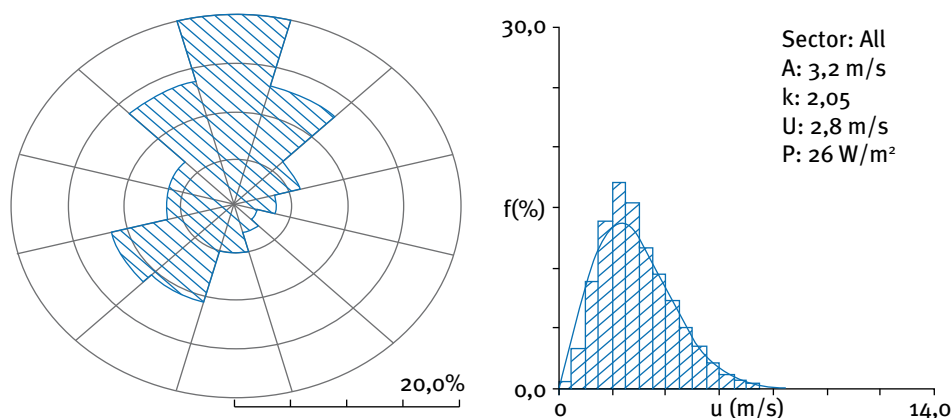 20,0%
30,0
f(%)
0,0
0
u (m/s)
14,0
Sector: All
A: 3,2 m/s
k: 2,05
U: 2,8 m/s
P: 26 W/m²